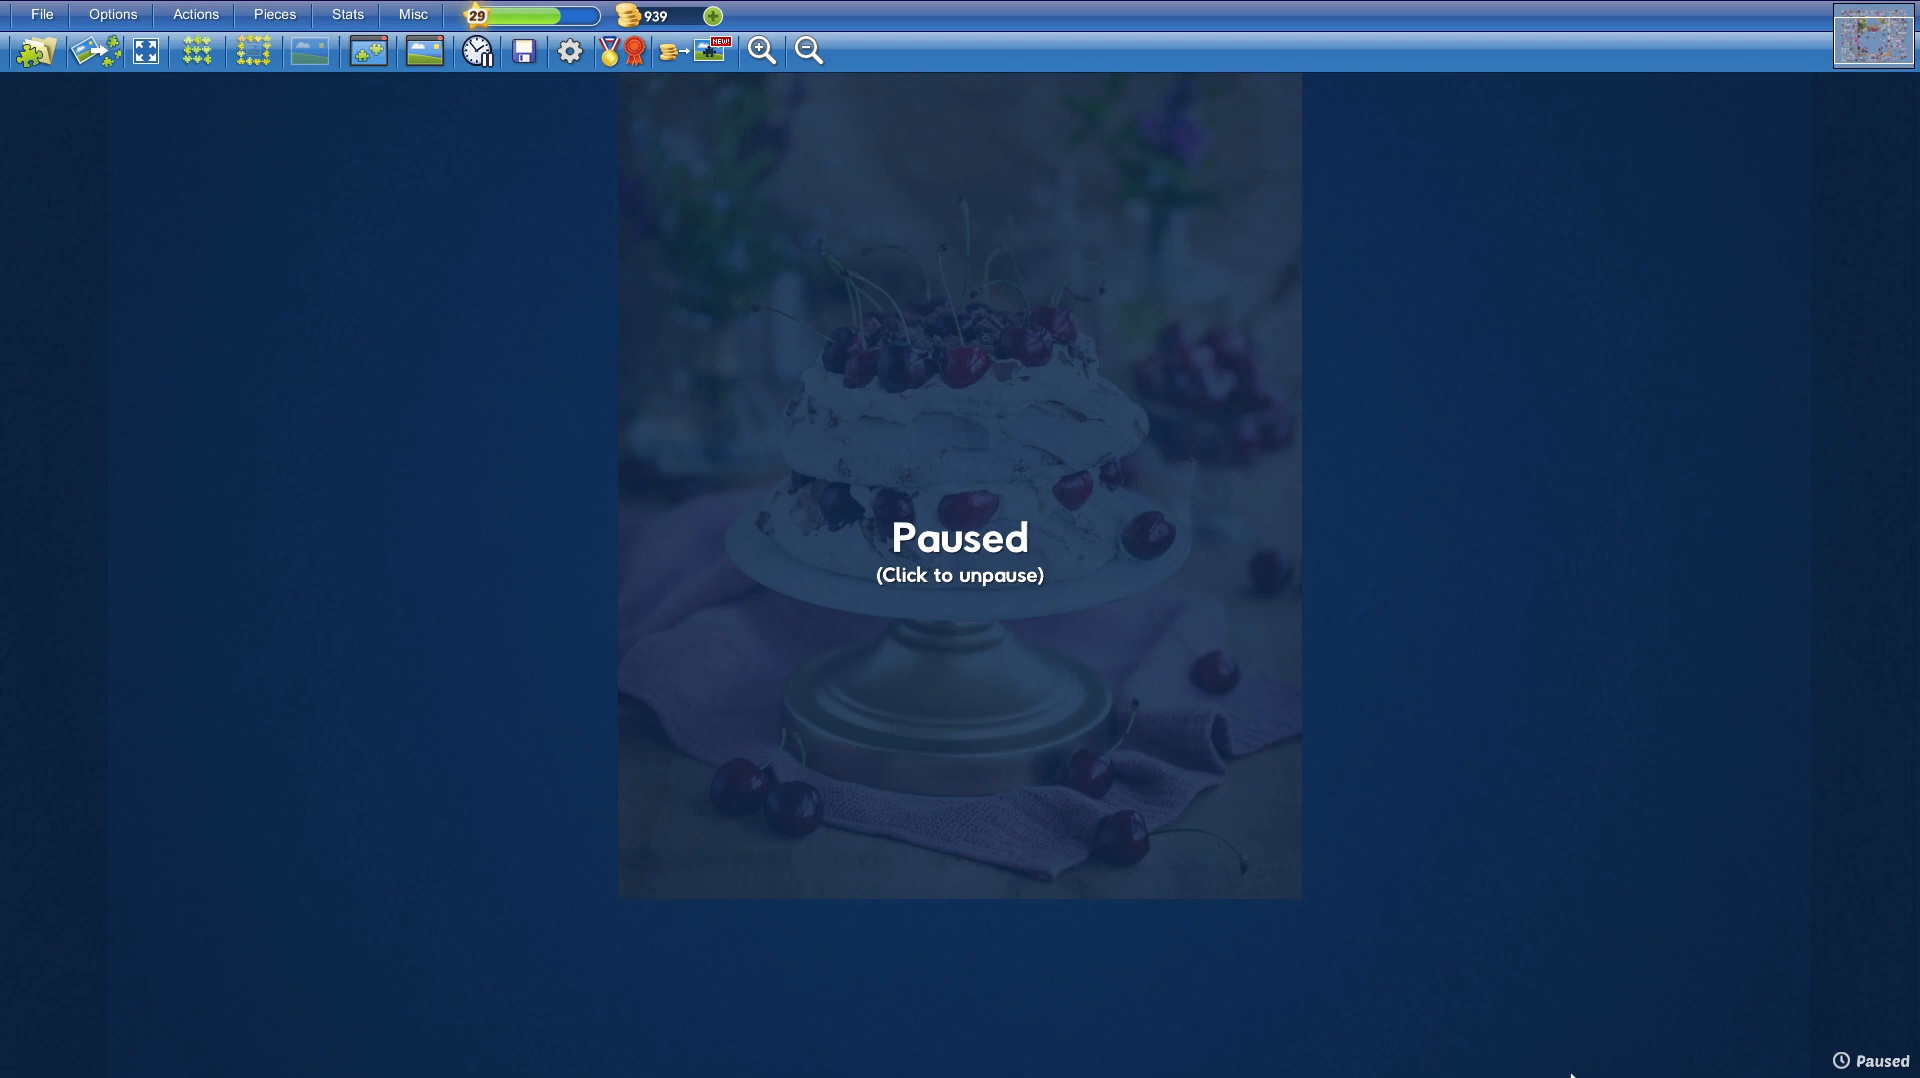 File Options Actions Pieces Stats Misc 29 939
NEW!
Paused
(Click to unpause)
Paused